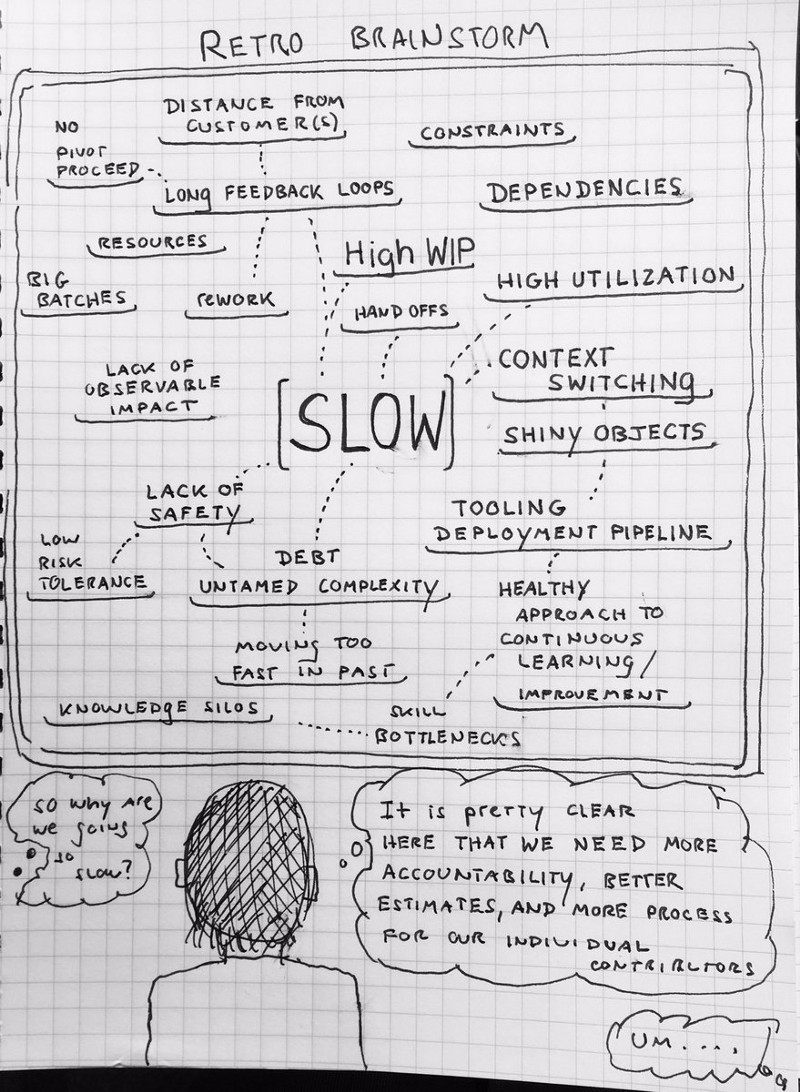 RETRO BRAINSTORM
DISTANCE FROM
CUSTOMER(S)
NO
PIVOT
PROCEED
CONSTRAINTS
LONG FEEDBACK LOOPS
DEPENDENCIES
RESOURCES
High WIP
BIG
BATCHES
REWORK
HIGH UTILIZATION
HAND OFFS
LACK OF
OBSERVABLE
IMPACT
CONTEXT
SWITCHING
[SLOW]
SHINY OBJECTS
LACK OF
SAFETY
TOOLING
DEPLOYMENT PIPELINE
LOW
RISK
TOLERANCE
DEBT
UNTAMED COMPLEXITY
HEALTHY
APPROACH TO
CONTINUOUS
LEARNING/
IMPROVEMENT
MOVING TOO
FAST IN PAST
KNOWLEDGE SILOS
SKILL
BOTTLENECKS
SO WHY ARE
WE GOING
SO
SLOW?
It is pretty CLEAR
HERE THAT WE NEED MORE
ACCOUNTABILITY, BETTER
ESTIMATES, AND MORE PROCESS
FOR OUR INDIVIDUAL
CONTRIBUTORS
UM....,